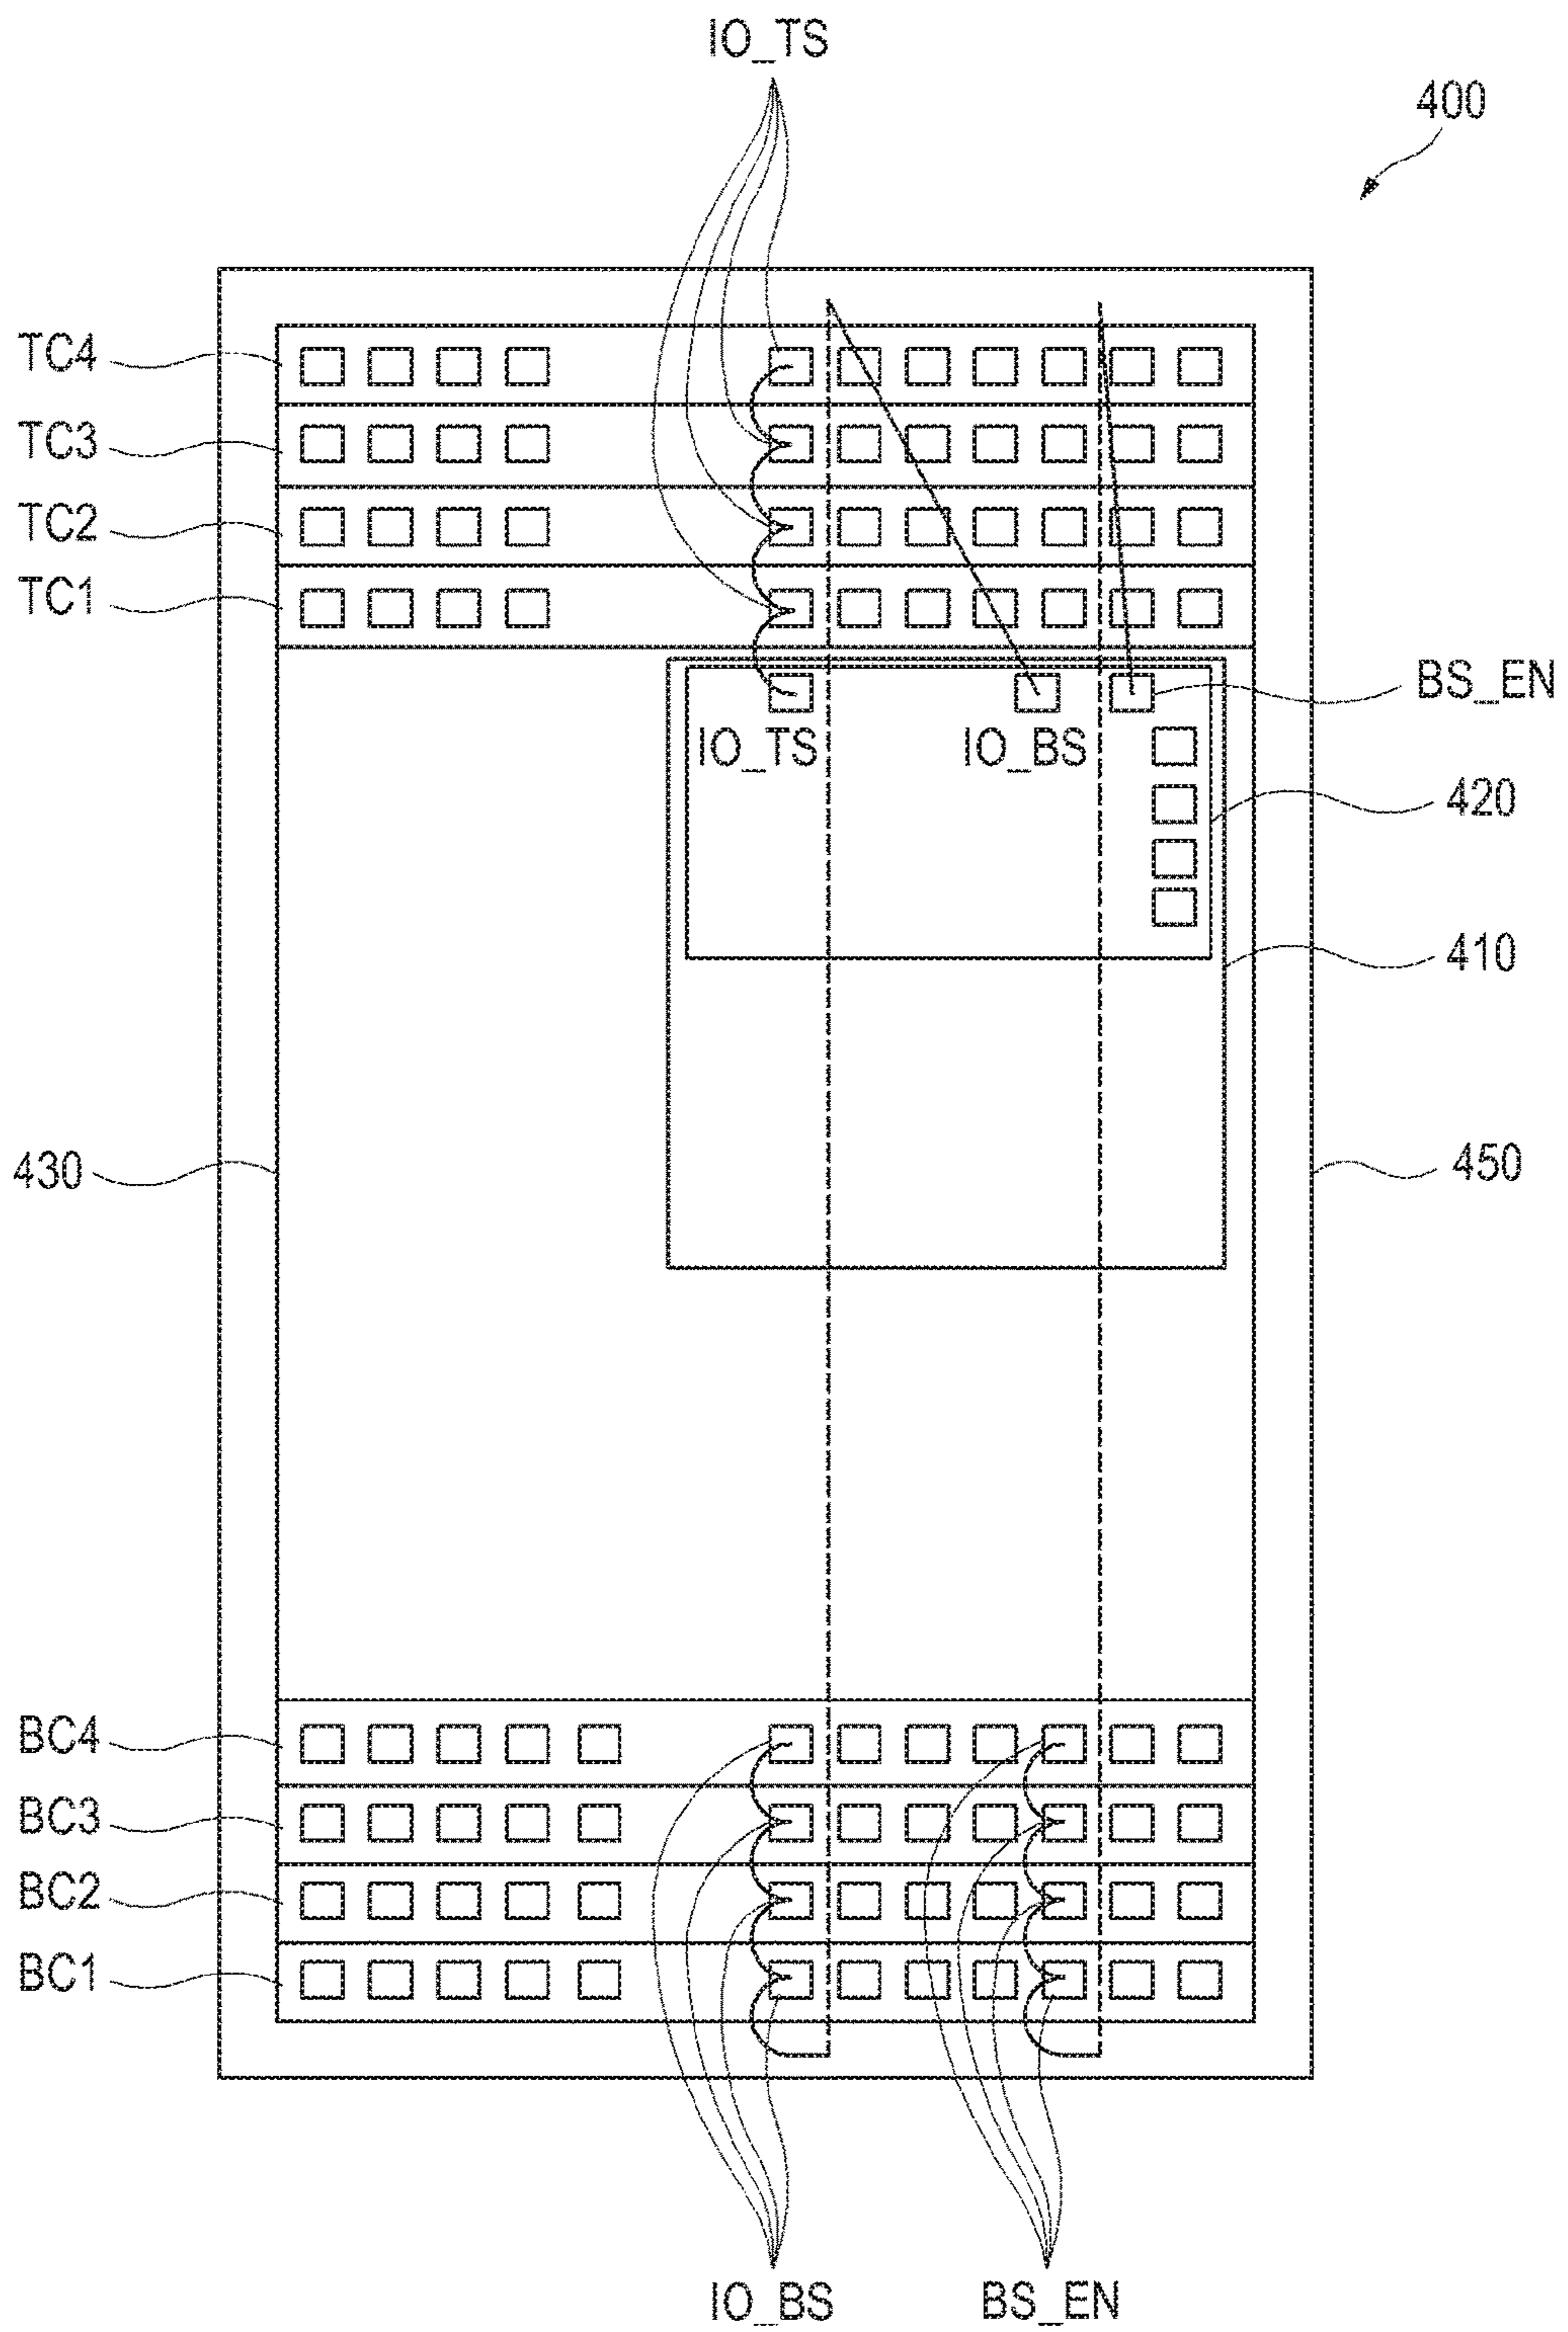 IO_TS
400
TC4
TC3
TC2
TC1
BS_EN
IO_TS
IO_BS
420
410
430
450
BC4
BC3
BC2
BC1
IO_BS
BS_EN